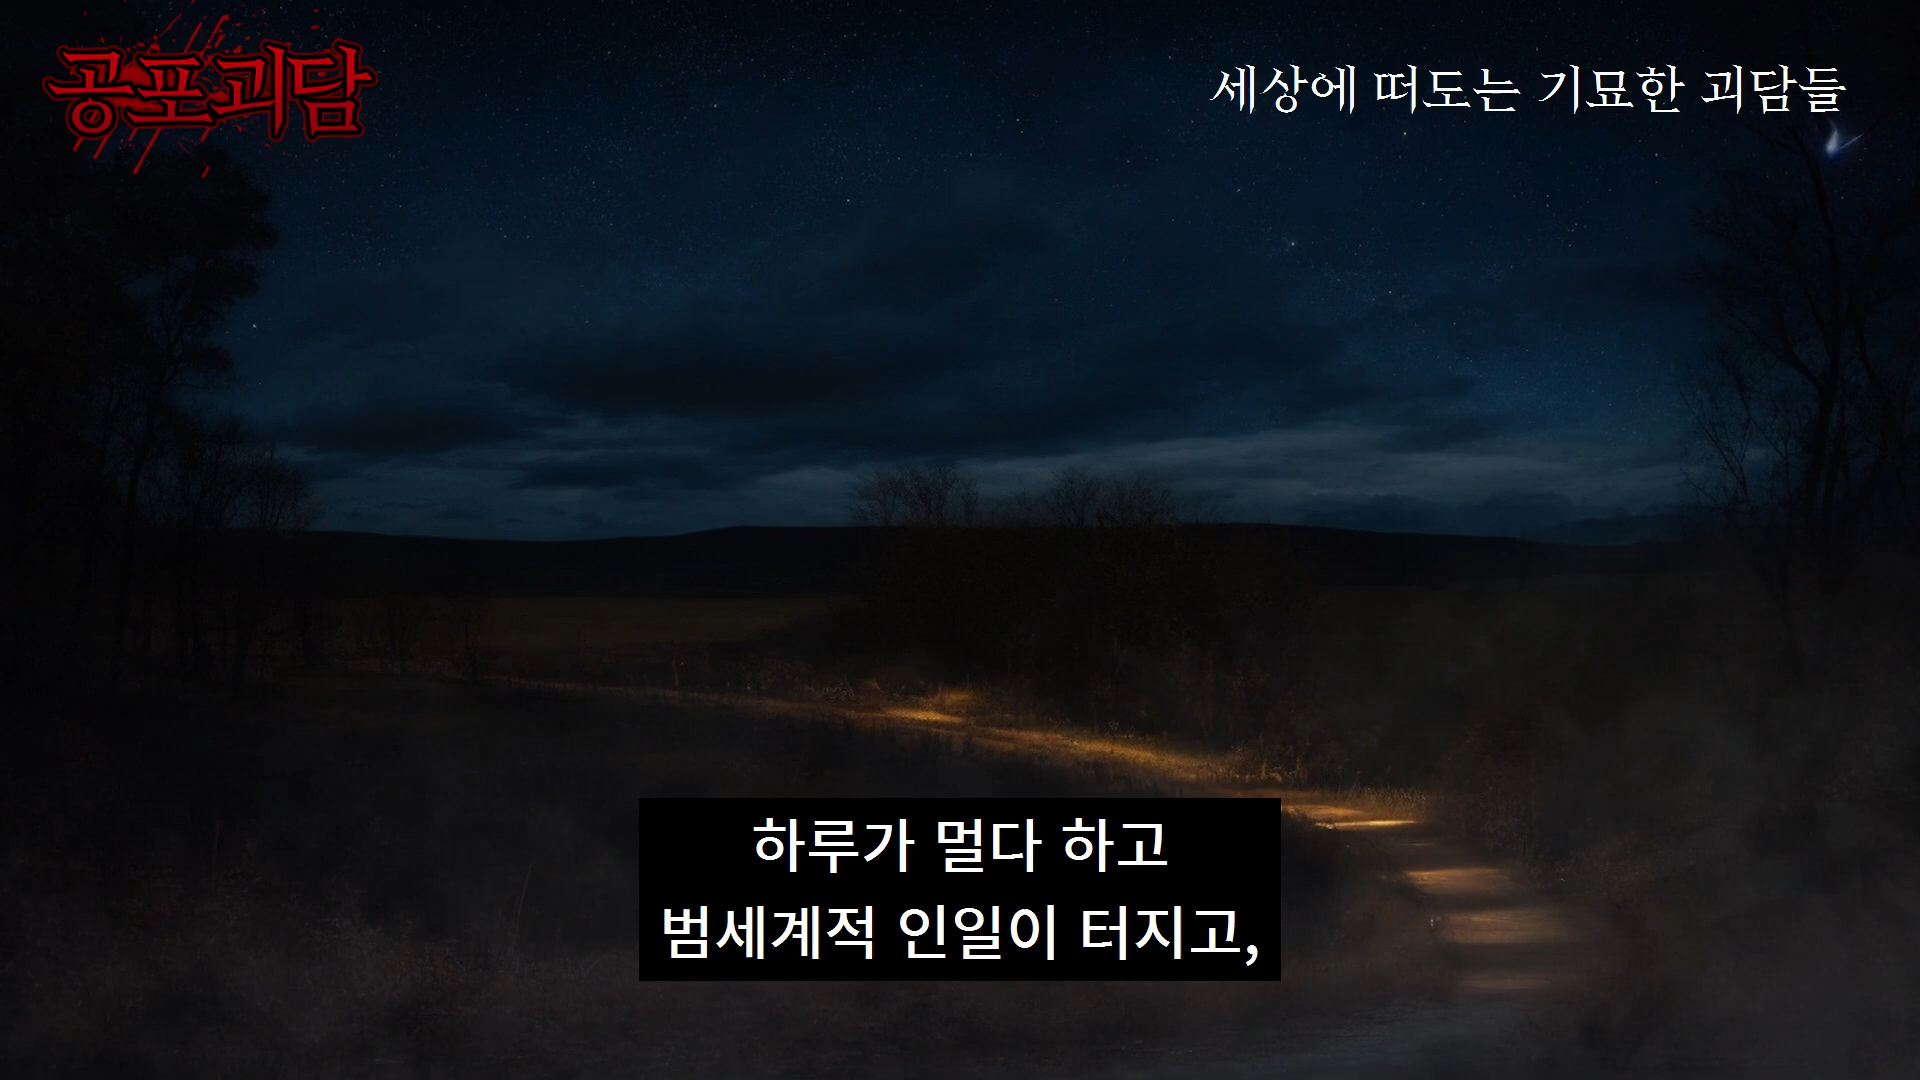 공포괴담
세상에 떠도는 기묘한 괴담들
하루가 멀다 하고
범세계적 인일이 터지고,